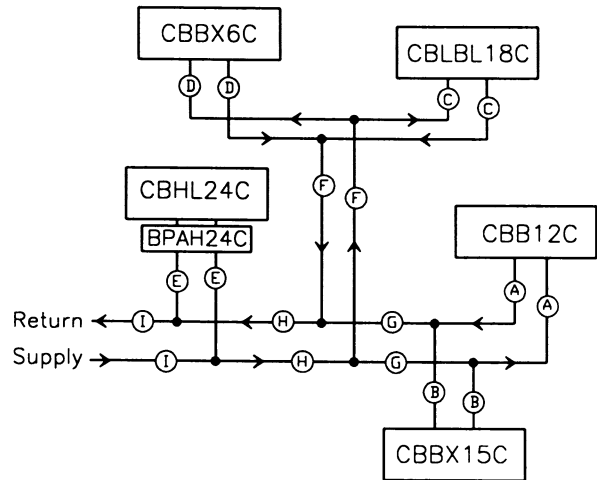 CBBX6C
CBLBL18C
D D
C C
CBHL24C
F F
BPAH24C
CBB12C
E E
A A
Return I H G
Supply I H G
B B
CBBX15C